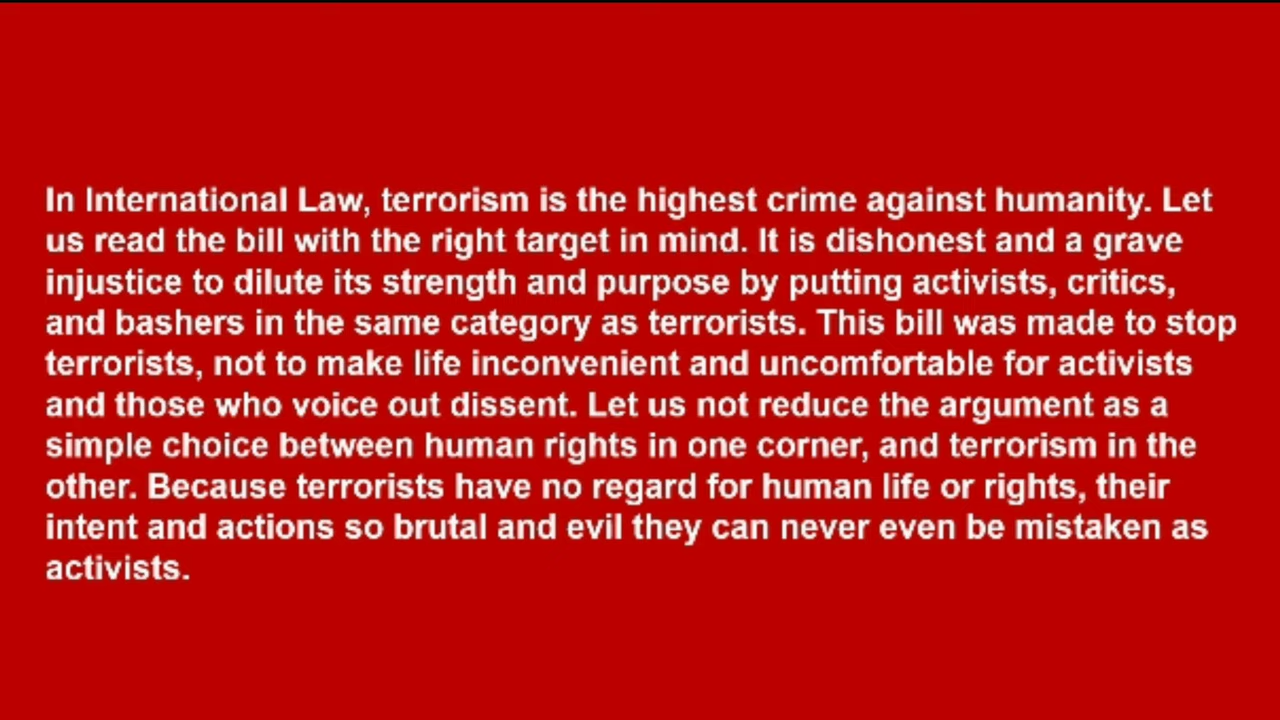 In International Law, terrorism is the highest crime against humanity. Let
us read the bill with the right target in mind. It is dishonest and a grave
injustice to dilute its strength and purpose by putting activists, critics,
and bashers in the same category as terrorists. This bill was made to stop
terrorists, not to make life inconvenient and uncomfortable for activists
and those who voice out dissent. Let us not reduce the argument as a
simple choice between human rights in one corner, and terrorism in the
other. Because terrorists have no regard for human life or rights, their
intent and actions so brutal and evil they can never even be mistaken as
activists.